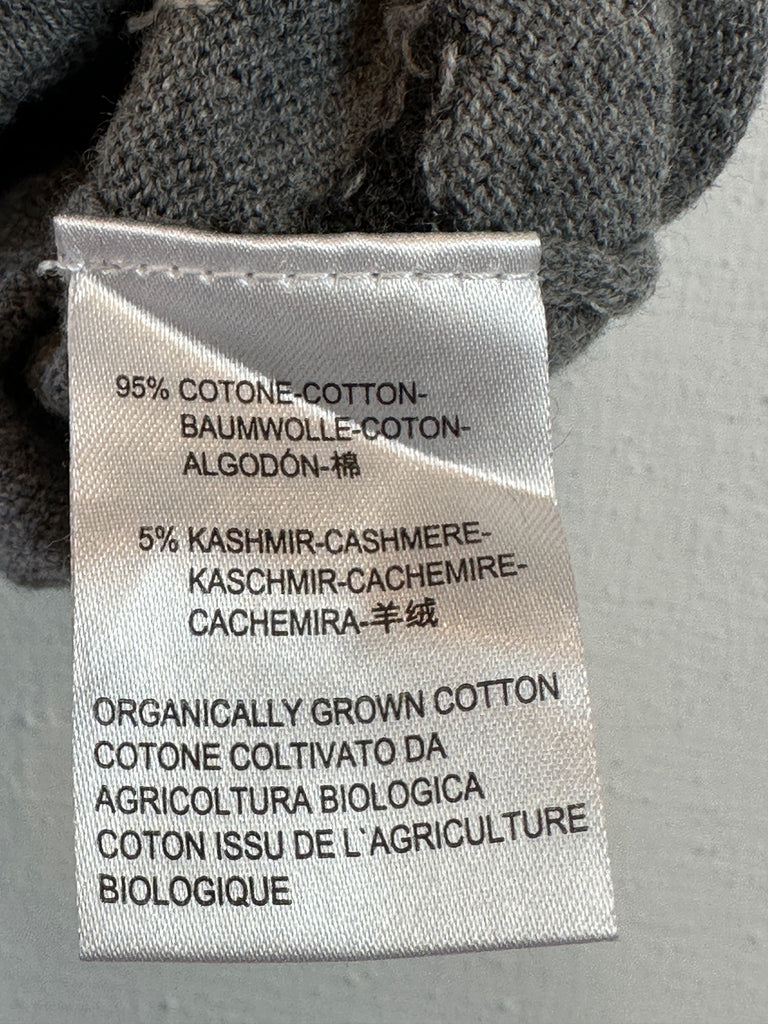 95% COTONE-COTTON-
BAUMWOLLE-COTON-
ALGODÓN-棉
5% KASHMIR-CASHMERE-
KASCHMIR-CACHEMIRE-
CACHEMIRA-羊绒
ORGANICALLY GROWN COTTON
COTONE COLTIVATO DA
AGRICOLTURA BIOLOGICA
COTON ISSU DE L'AGRICULTURE
BIOLOGIQUE